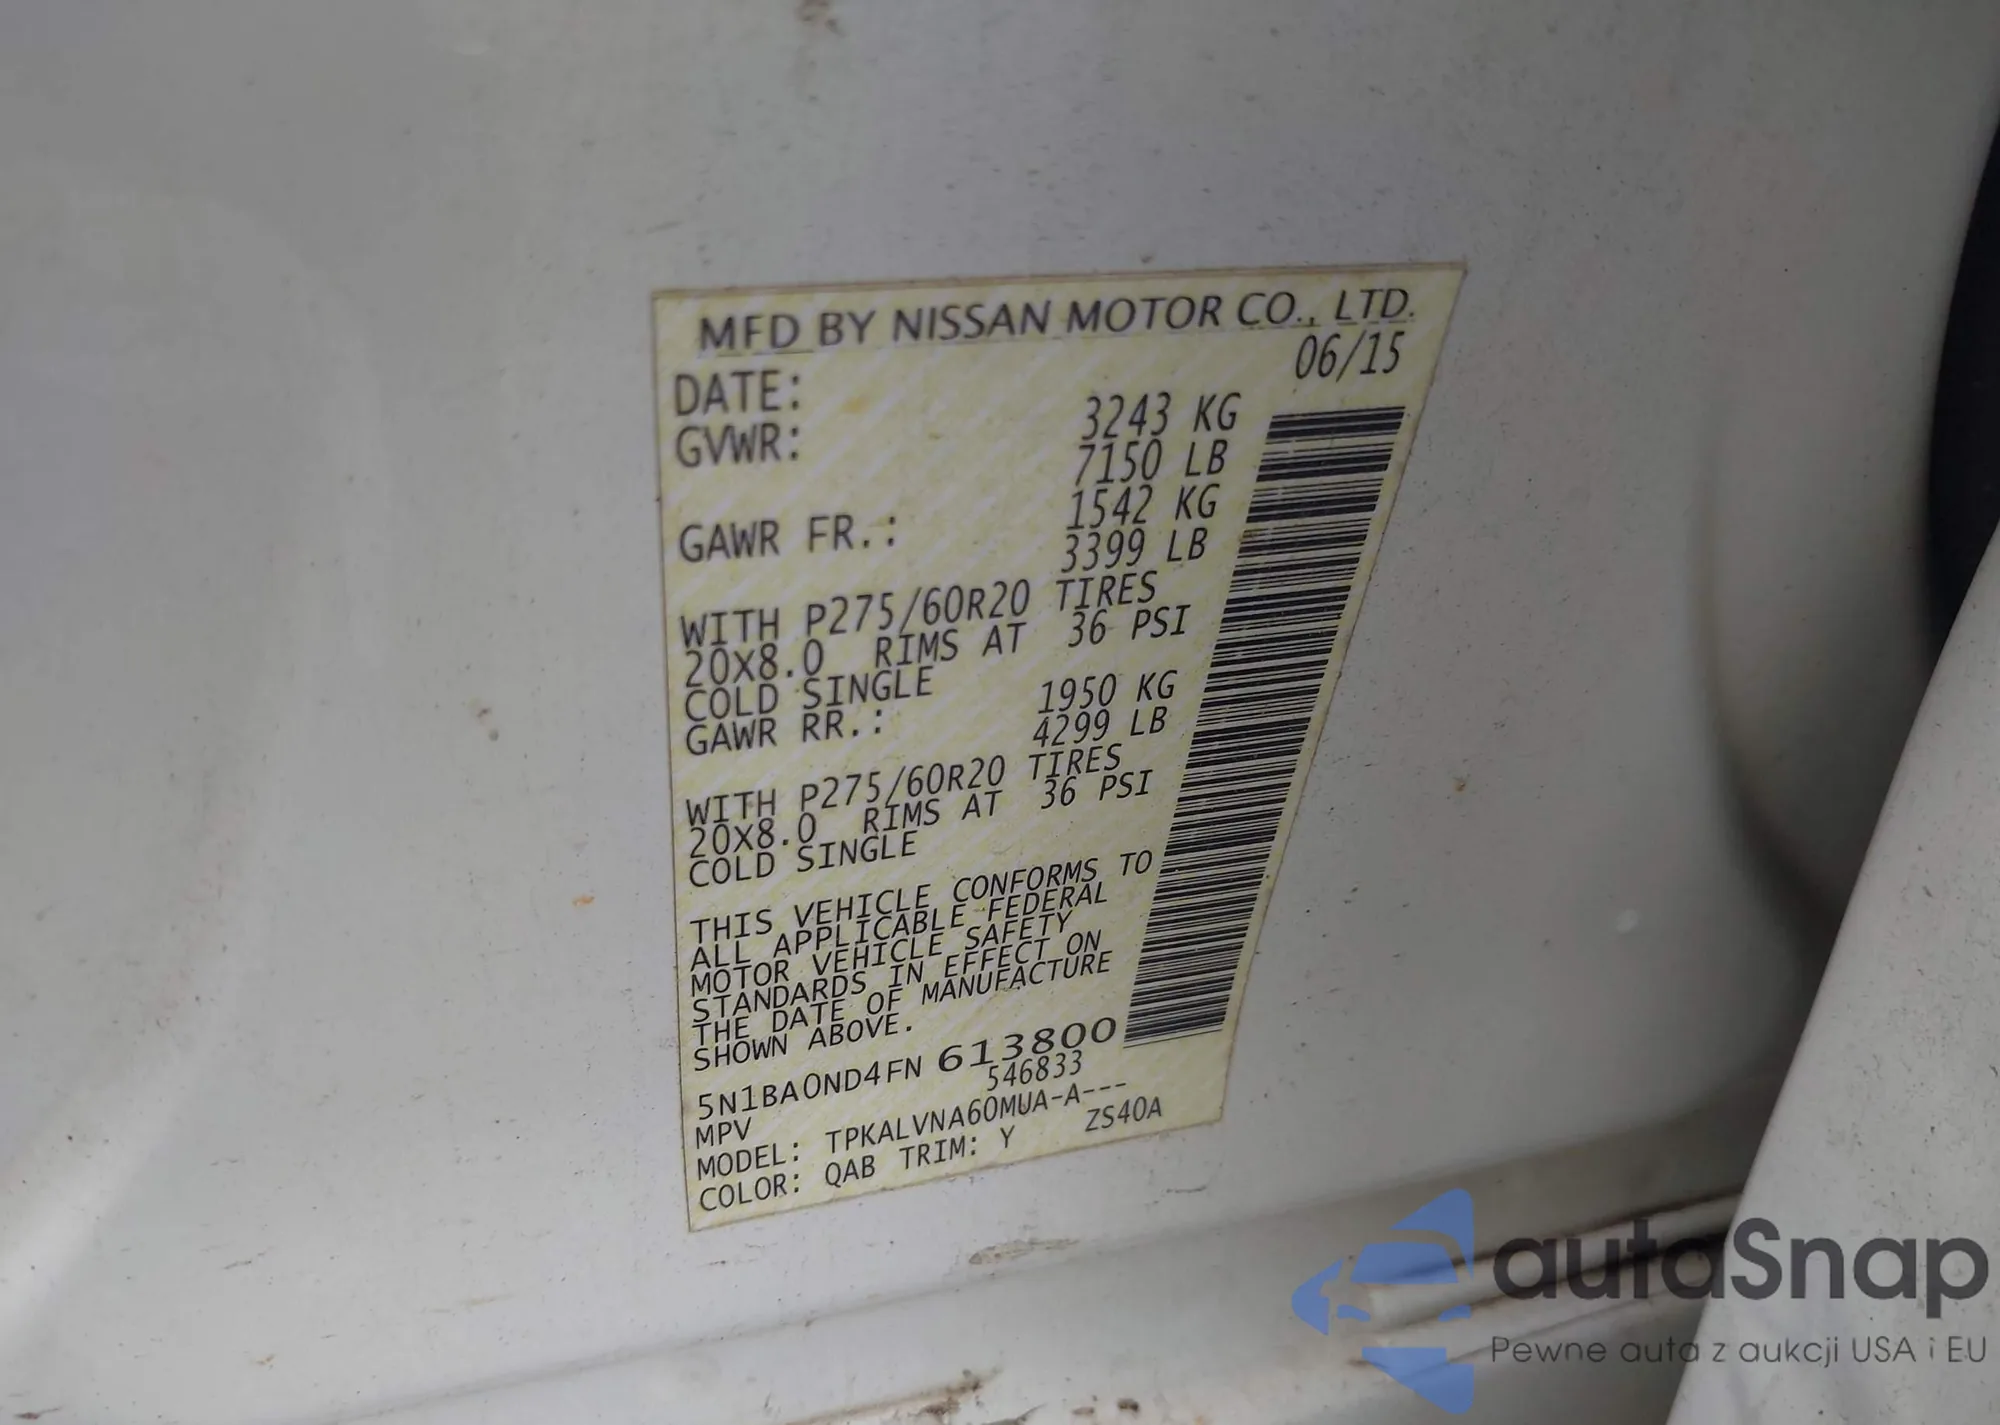 MFD BY NISSAN MOTOR CO., LTD.
DATE: 06/15
GVWR: 3243 KG
7150 LB
GAWR FR.: 1542 KG
3399 LB
WITH P275/60R20 TIRES
20X8.0 RIMS AT 36 PSI
COLD SINGLE
GAWR RR.: 1950 KG
4299 LB
WITH P275/60R20 TIRES
20X8.0 RIMS AT 36 PSI
COLD SINGLE
THIS VEHICLE CONFORMS TO
ALL APPLICABLE FEDERAL
MOTOR VEHICLE SAFETY
STANDARDS IN EFFECT ON
THE DATE OF MANUFACTURE
SHOWN ABOVE.
5N1BA0ND4FN 613800
MPV 546833
MODEL: TPKALVNA60MUA-A---
COLOR: QAB TRIM: Y ZS40A
autaSnap
Pewne auta z aukcji USA i EU